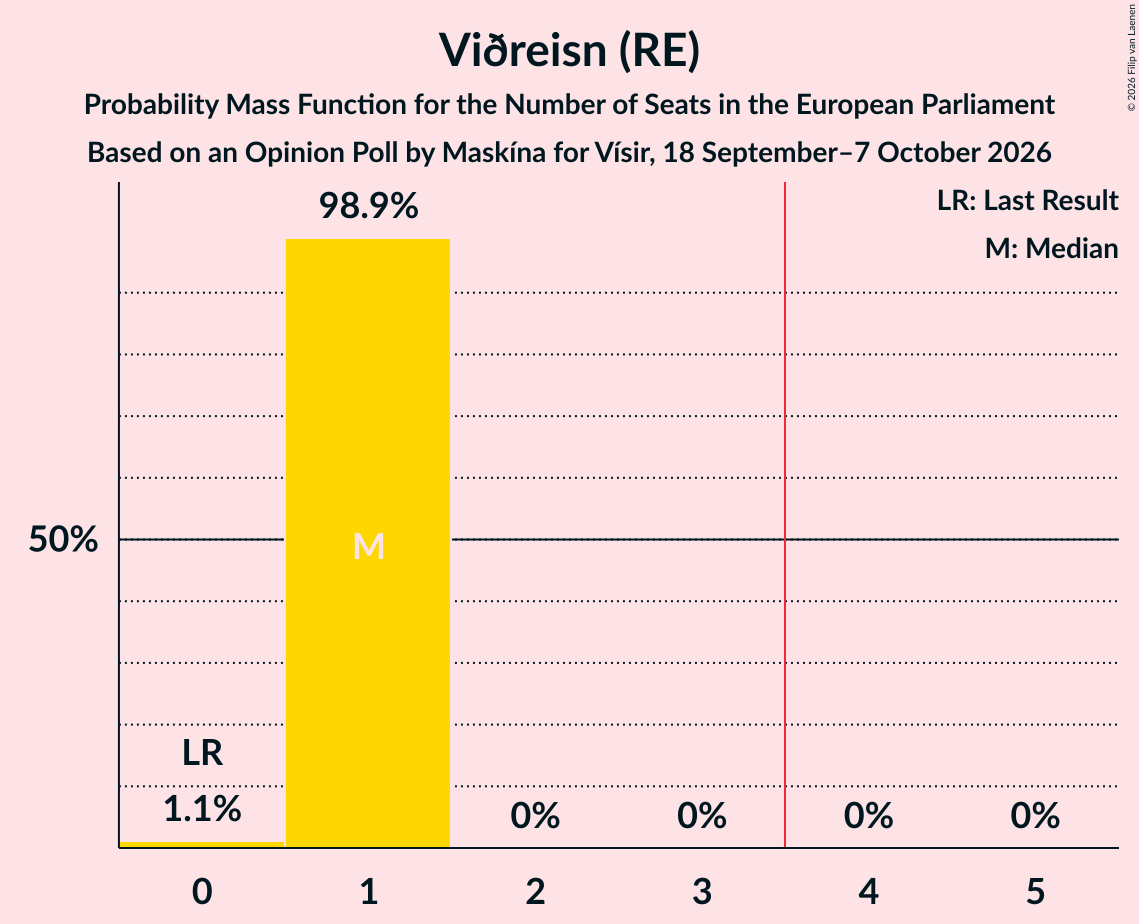 Viðreisn (RE)
Probability Mass Function for the Number of Seats in the European Parliament
Based on an Opinion Poll by Maskína for Vísir, 18 September–7 October 2026
© 2026 Filip van Laenen
LR: Last Result
M: Median
98.9%
50%
M
LR
1.1%
0%
0%
0%
0%
0
1
2
3
4
5